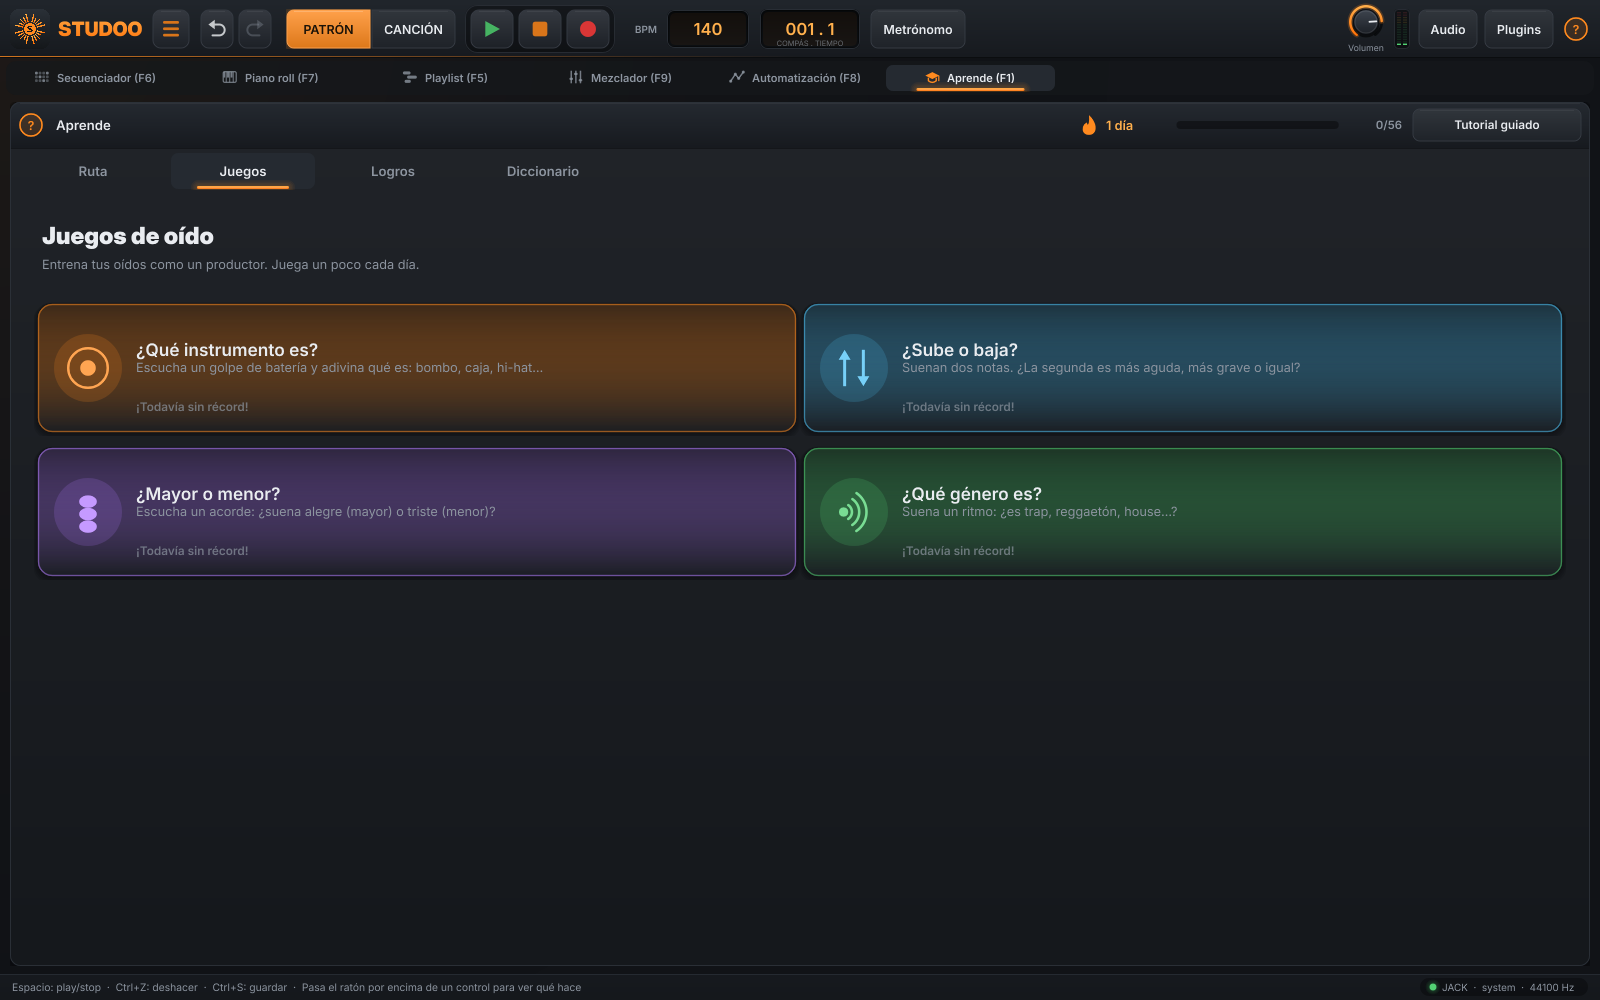 STUDOO
PATRÓN
CANCIÓN
BPM
140
001 . 1
COMPÁS . TIEMPO
Metrónomo
Volumen
Audio
Plugins
?
Secuenciador (F6)
Piano roll (F7)
Playlist (F5)
Mezclador (F9)
Automatización (F8)
Aprende (F1)
?
Aprende
1 día
0/56
Tutorial guiado
Ruta
Juegos
Logros
Diccionario
Juegos de oído
Entrena tus oídos como un productor. Juega un poco cada día.
¿Qué instrumento es?
Escucha un golpe de batería y adivina qué es: bombo, caja, hi-hat...
¡Todavía sin récord!
¿Sube o baja?
Suenan dos notas. ¿La segunda es más aguda, más grave o igual?
¡Todavía sin récord!
¿Mayor o menor?
Escucha un acorde: ¿suena alegre (mayor) o triste (menor)?
¡Todavía sin récord!
¿Qué género es?
Suena un ritmo: ¿es trap, reggaetón, house...?
¡Todavía sin récord!
Espacio: play/stop · Ctrl+Z: deshacer · Ctrl+S: guardar · Pasa el ratón por encima de un control para ver qué hace
JACK · system · 44100 Hz